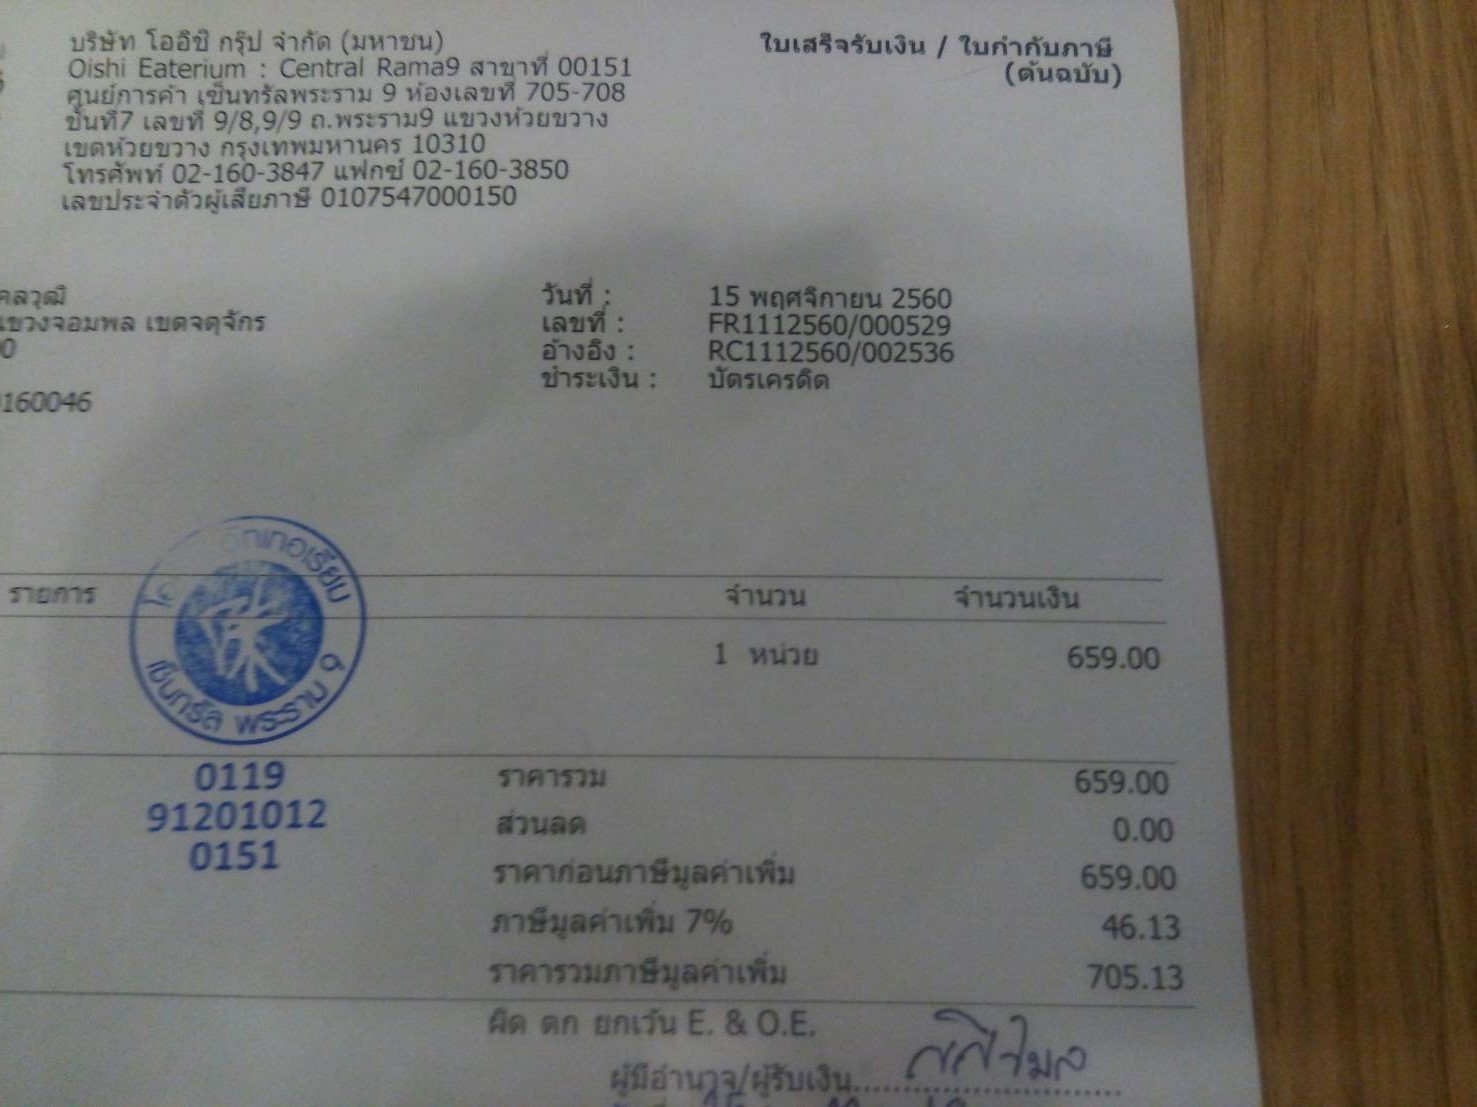 บริษัท โออิชิ กรุ๊ป จำกัด (มหาชน)
Oishi Eaterium : Central Rama9 สาขาที่ 00151
ศูนย์การค้า เซ็นทรัลพระราม 9 ห้องเลขที่ 705-708
ชั้นที่7 เลขที่ 9/8,9/9 ถ.พระราม9 แขวงห้วยขวาง
เขตห้วยขวาง กรุงเทพมหานคร 10310
โทรศัพท์ 02-160-3847 แฟกซ์ 02-160-3850
เลขประจำตัวผู้เสียภาษี 0107547000150
ใบเสร็จรับเงิน / ใบกำกับภาษี
(ต้นฉบับ)
แขวงจอมพล เขตจตุจักร
0
160046
วันที่ : 15 พฤศจิกายน 2560
เลขที่ : FR1112560/000529
อ้างอิง : RC1112560/002536
ชำระเงิน : บัตรเครดิต
อีทเทอเรียม
เซ็นทรัล พระราม 9
รายการ จำนวน จำนวนเงิน
1 หน่วย 659.00
0119
91201012
0151
ราคารวม 659.00
ส่วนลด 0.00
ราคาก่อนภาษีมูลค่าเพิ่ม 659.00
ภาษีมูลค่าเพิ่ม 7% 46.13
ราคารวมภาษีมูลค่าเพิ่ม 705.13
ผิด ตก ยกเว้น E. & O.E.
ผู้มีอำนาจ/ผู้รับเงิน